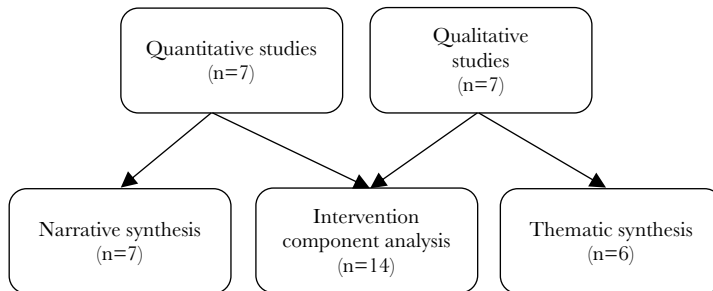 Quantitative studies
(n=7)
Qualitative
studies
(n=7)
Narrative synthesis
(n=7)
Intervention
component analysis
(n=14)
Thematic synthesis
(n=6)